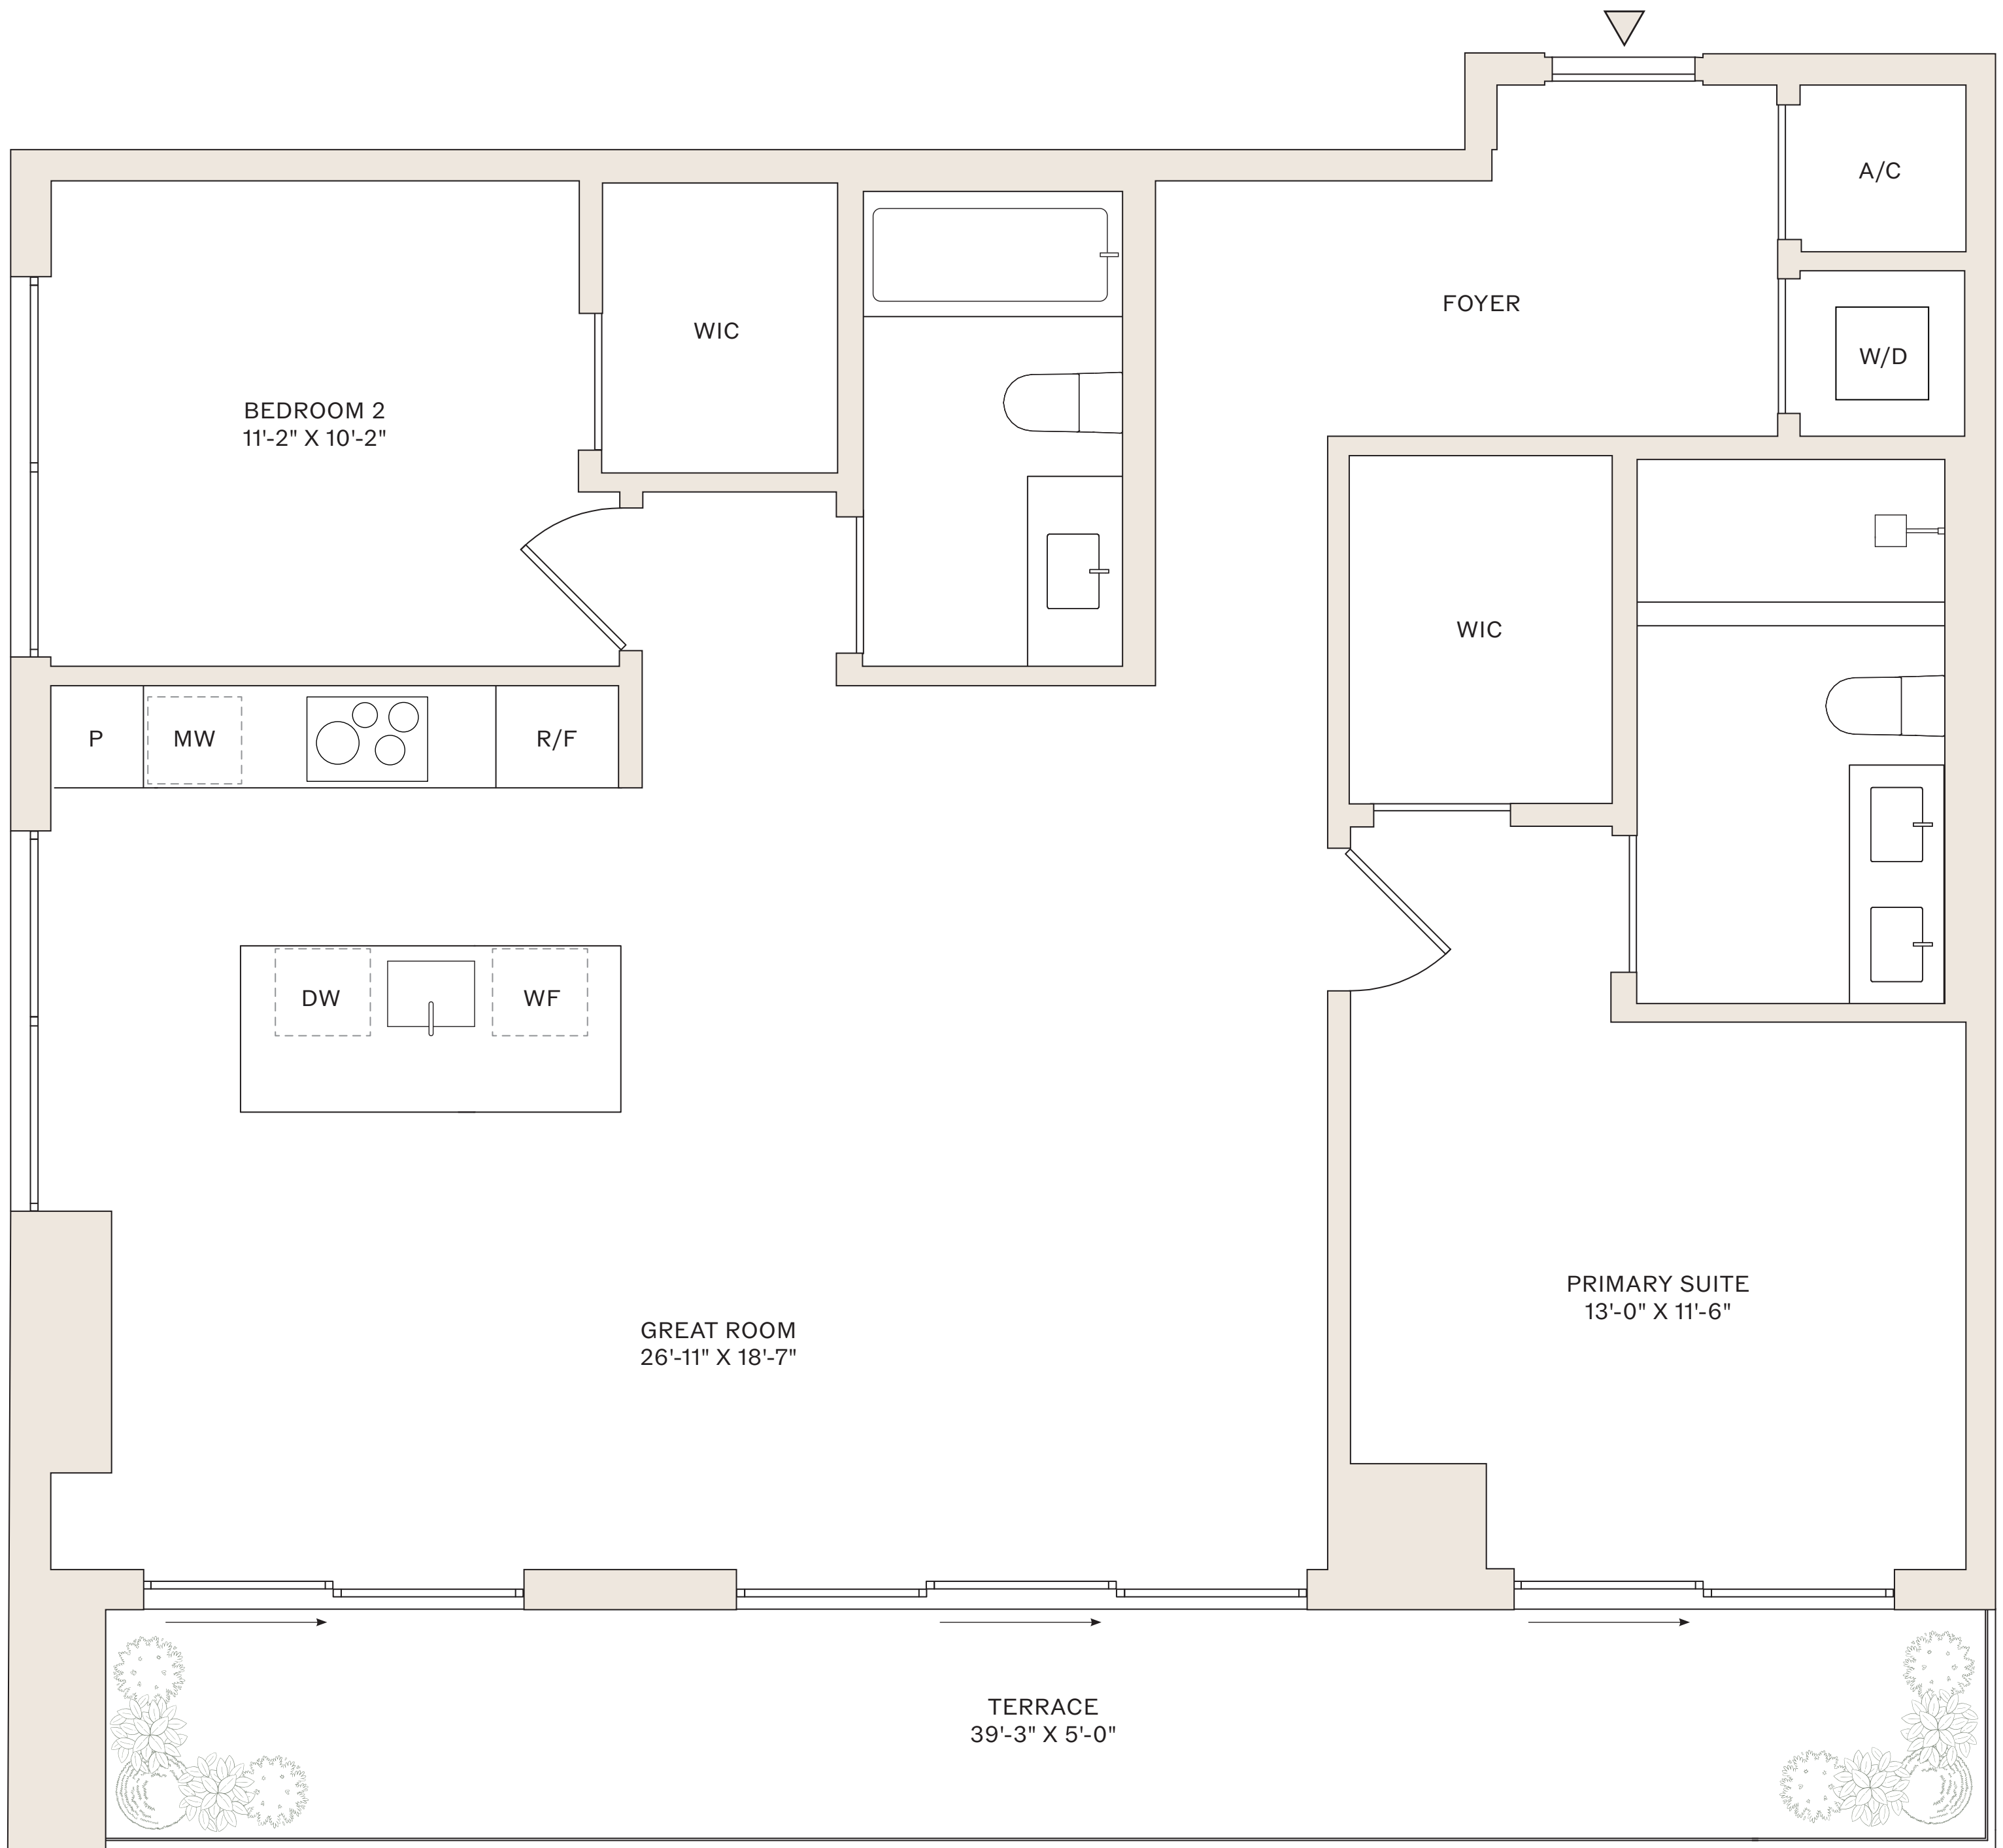 A/C
FOYER
WIC
W/D
BEDROOM 2
11'-2" X 10'-2"
WIC
P
MW
R/F
DW
WF
PRIMARY SUITE
13'-0" X 11'-6"
GREAT ROOM
26'-11" X 18'-7"
TERRACE
39'-3" X 5'-0"